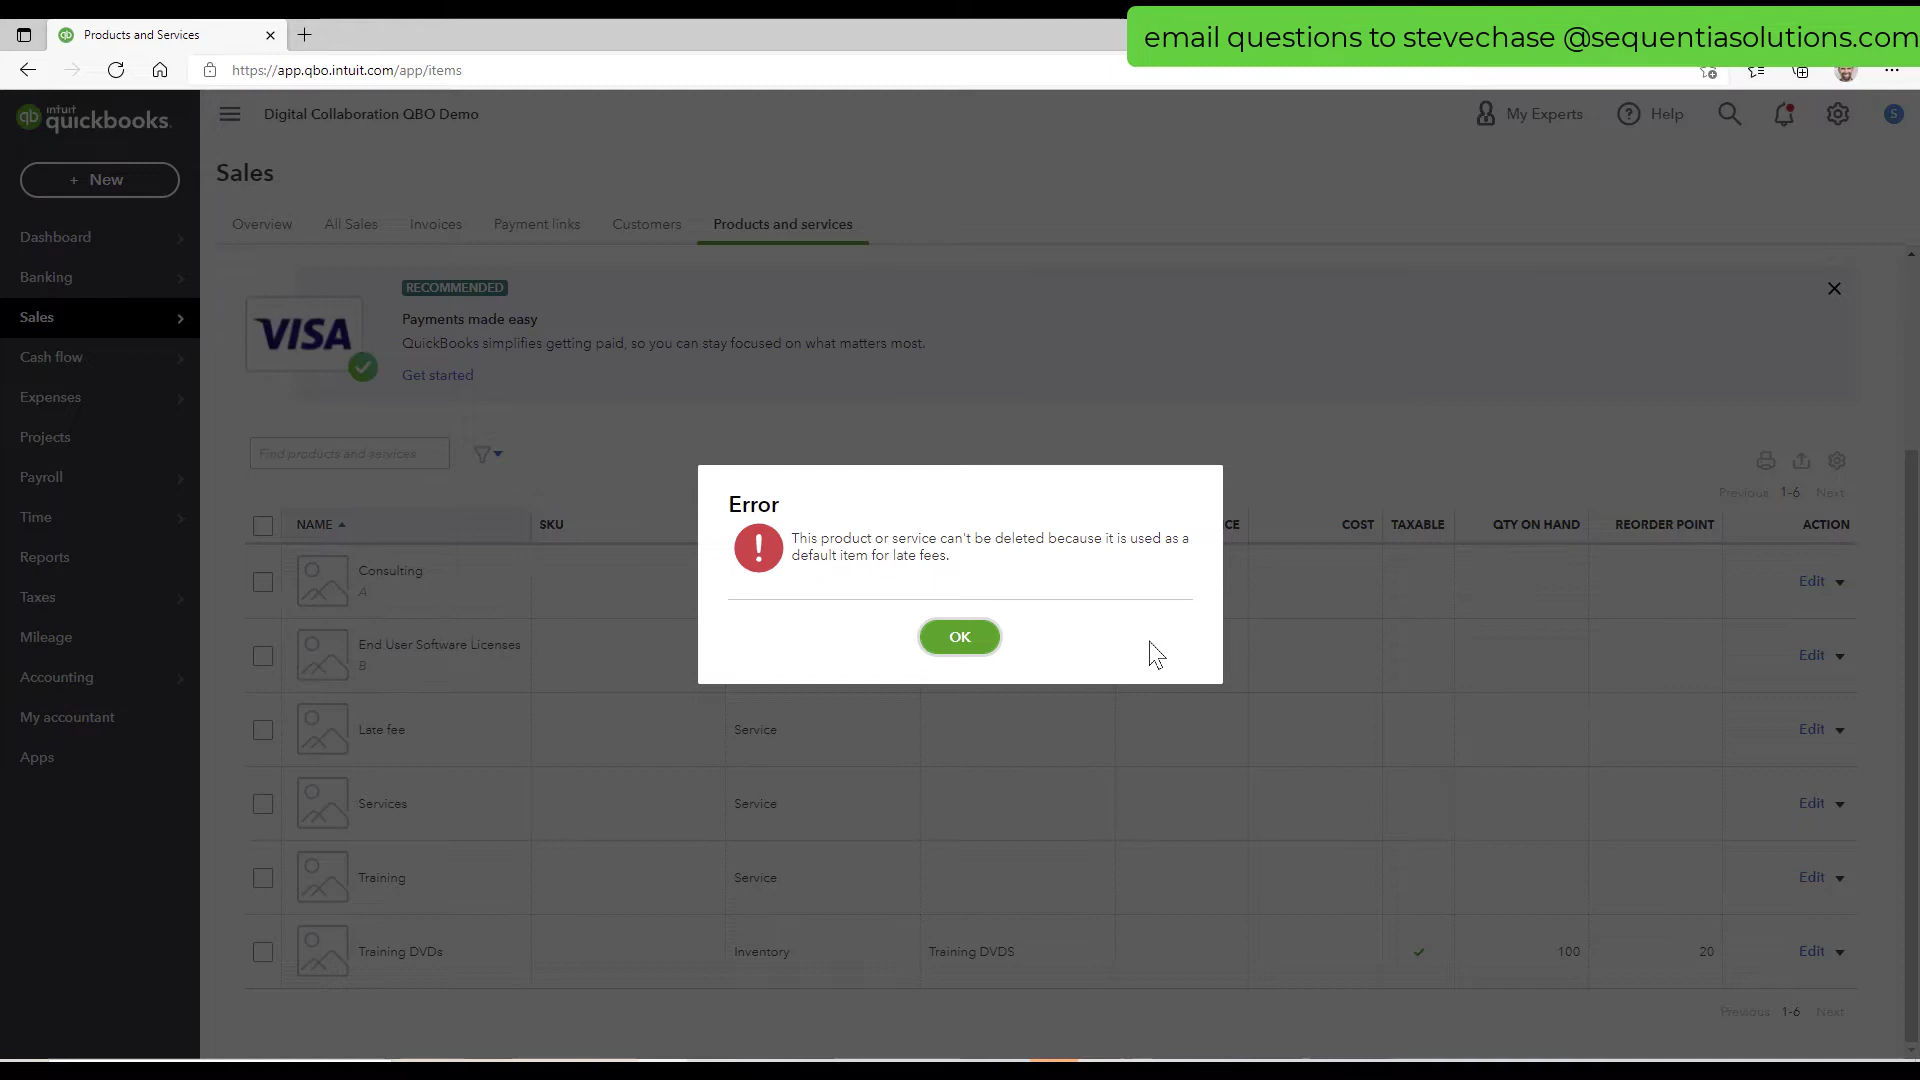 Products and Services
email questions to stevechase @sequentiasolutions.com
https://app.qbo.intuit.com/app/items
intuit
quickbooks.
Digital Collaboration QBO Demo
My Experts
Help
S
+ New
Sales
Overview
All Sales
Invoices
Payment links
Customers
Products and services
Dashboard
Banking
Sales
Cash flow
Expenses
Projects
Payroll
Time
Reports
Taxes
Mileage
Accounting
My accountant
Apps
VISA
RECOMMENDED
Payments made easy
QuickBooks simplifies getting paid, so you can stay focused on what matters most.
Get started
Find products and services
Previous 1-6 Next
NAME SKU CE COST TAXABLE QTY ON HAND REORDER POINT ACTION
Consulting Edit
A
End User Software Licenses Edit
B
Late fee Service Edit
Services Service Edit
Training Service Edit
Training DVDs Inventory Training DVDS 100 20 Edit
Previous 1-6 Next
Error
This product or service can't be deleted because it is used as a
default item for late fees.
OK